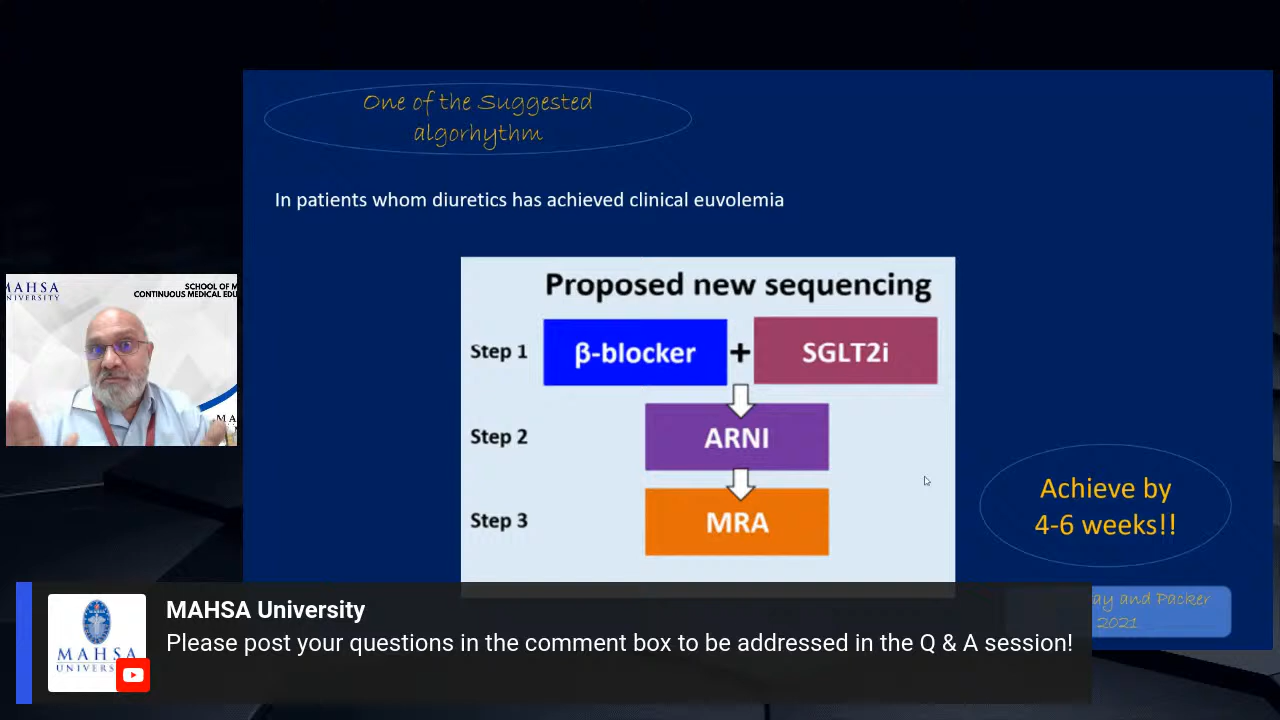 One of the Suggested
algorhythm
In patients whom diuretics has achieved clinical euvolemia
Proposed new sequencing
Step 1
β-blocker
+
SGLT2i
Step 2
ARNI
Step 3
MRA
Achieve by
4-6 weeks!!
and Packer
2021
MAHSA
UNIVERSITY
SCHOOL OF
CONTINUOUS MEDICAL
MAHSA University
Please post your questions in the comment box to be addressed in the Q & A session!
MAHSA